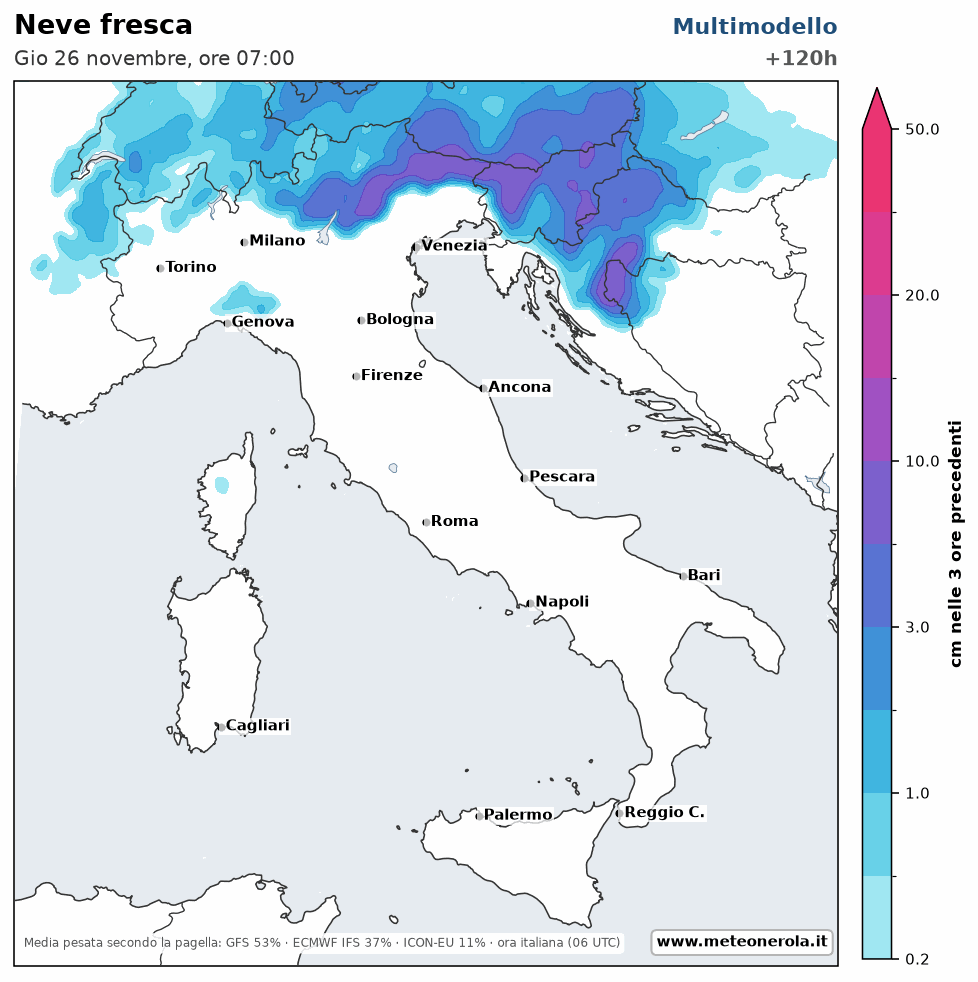 Neve fresca
Multimodello
Gio 26 novembre, ore 07:00
+120h
50.0
20.0
10.0
3.0
1.0
0.2
cm nelle 3 ore precedenti
Milano
Venezia
Torino
Genova
Bologna
Firenze
Ancona
Pescara
Roma
Bari
Napoli
Cagliari
Palermo
Reggio C.
Media pesata secondo la pagella: GFS 53% · ECMWF IFS 37% · ICON-EU 11% · ora italiana (06 UTC)
www.meteonerola.it